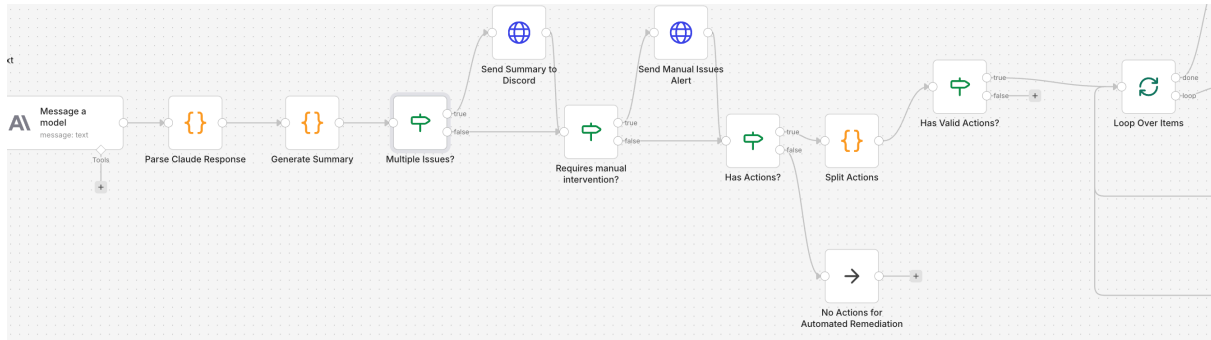 xt
Message a
model
message: text
Tools
Parse Claude Response
Generate Summary
true
false
Multiple Issues?
Send Summary to
Discord
true
false
Requires manual
intervention?
Send Manual Issues
Alert
true
false
Has Actions?
Split Actions
No Actions for
Automated Remediation
true
false
Has Valid Actions?
done
loop
Loop Over Items